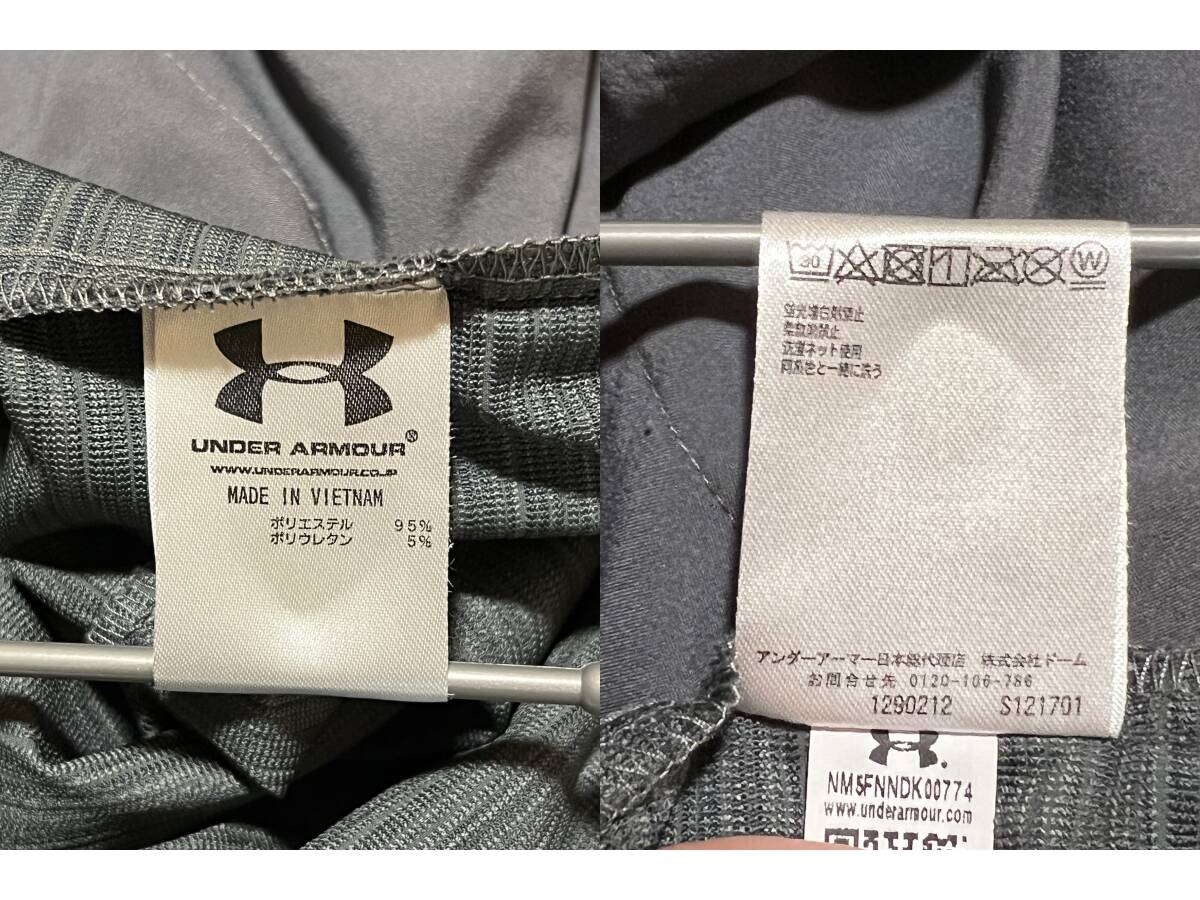 UNDER ARMOUR®
WWW.UNDERARMOUR.CO.JP
MADE IN VIETNAM
ポリエステル 95%
ポリウレタン 5%
30
W
蛍光増白剤禁止
柔軟剤禁止
洗濯ネット使用
同系色と一緒に洗う
アンダーアーマー日本総代理店 株式会社ドーム
お問合せ先 0120-106-786
1290212 S121701
NM5FNNDK00774
www.underarmour.com